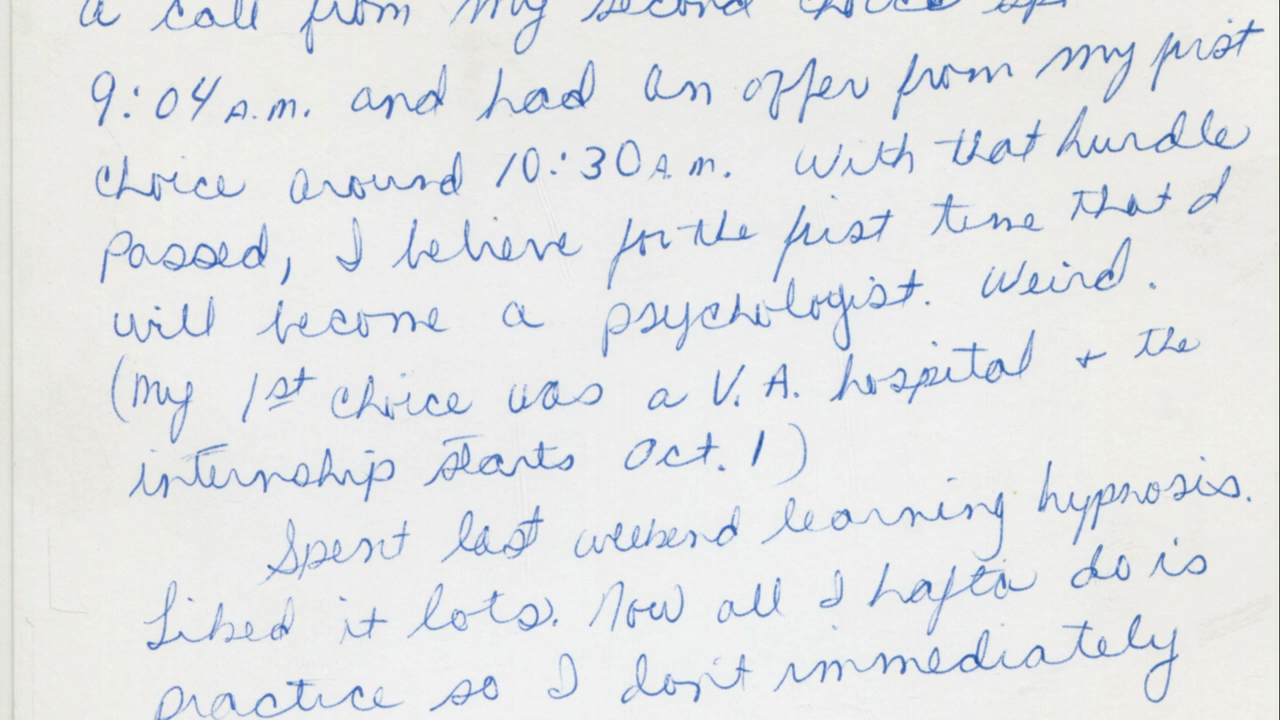 a call from my second choice
9:04 A.M. and had an offer from my first
choice around 10:30 A.M. With that hurdle
passed, I believe for the first time that I
will become a psychologist. Weird.
(My 1st choice was a V.A. hospital + the
internship starts Oct. 1)
Spent last weekend learning hypnosis.
Liked it lots. Now all I hafta do is
practice so I don't immediately